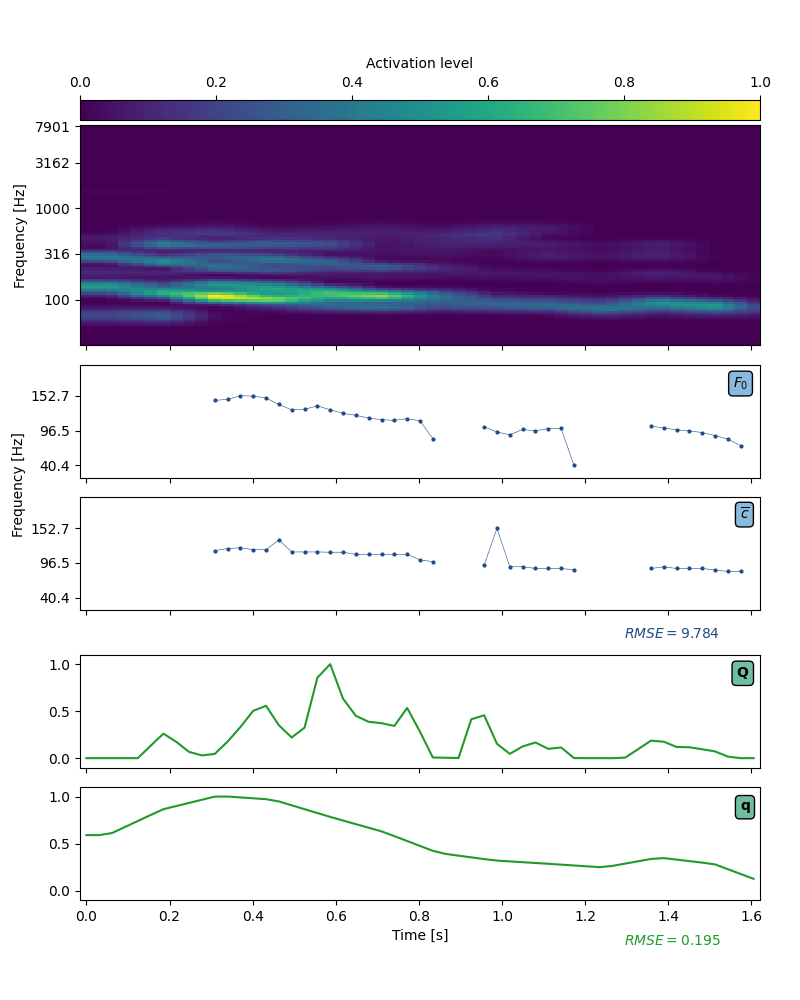 Activation level
0.0 0.2 0.4 0.6 0.8 1.0
7901
3162
1000
316
100
Frequency [Hz]
F₀
152.7
96.5
40.4
Frequency [Hz]
c̅
152.7
96.5
40.4
RMSE = 9.784
Q
1.0
0.5
0.0
q
1.0
0.5
0.0
0.0 0.2 0.4 0.6 0.8 1.0 1.2 1.4 1.6
Time [s]
RMSE = 0.195